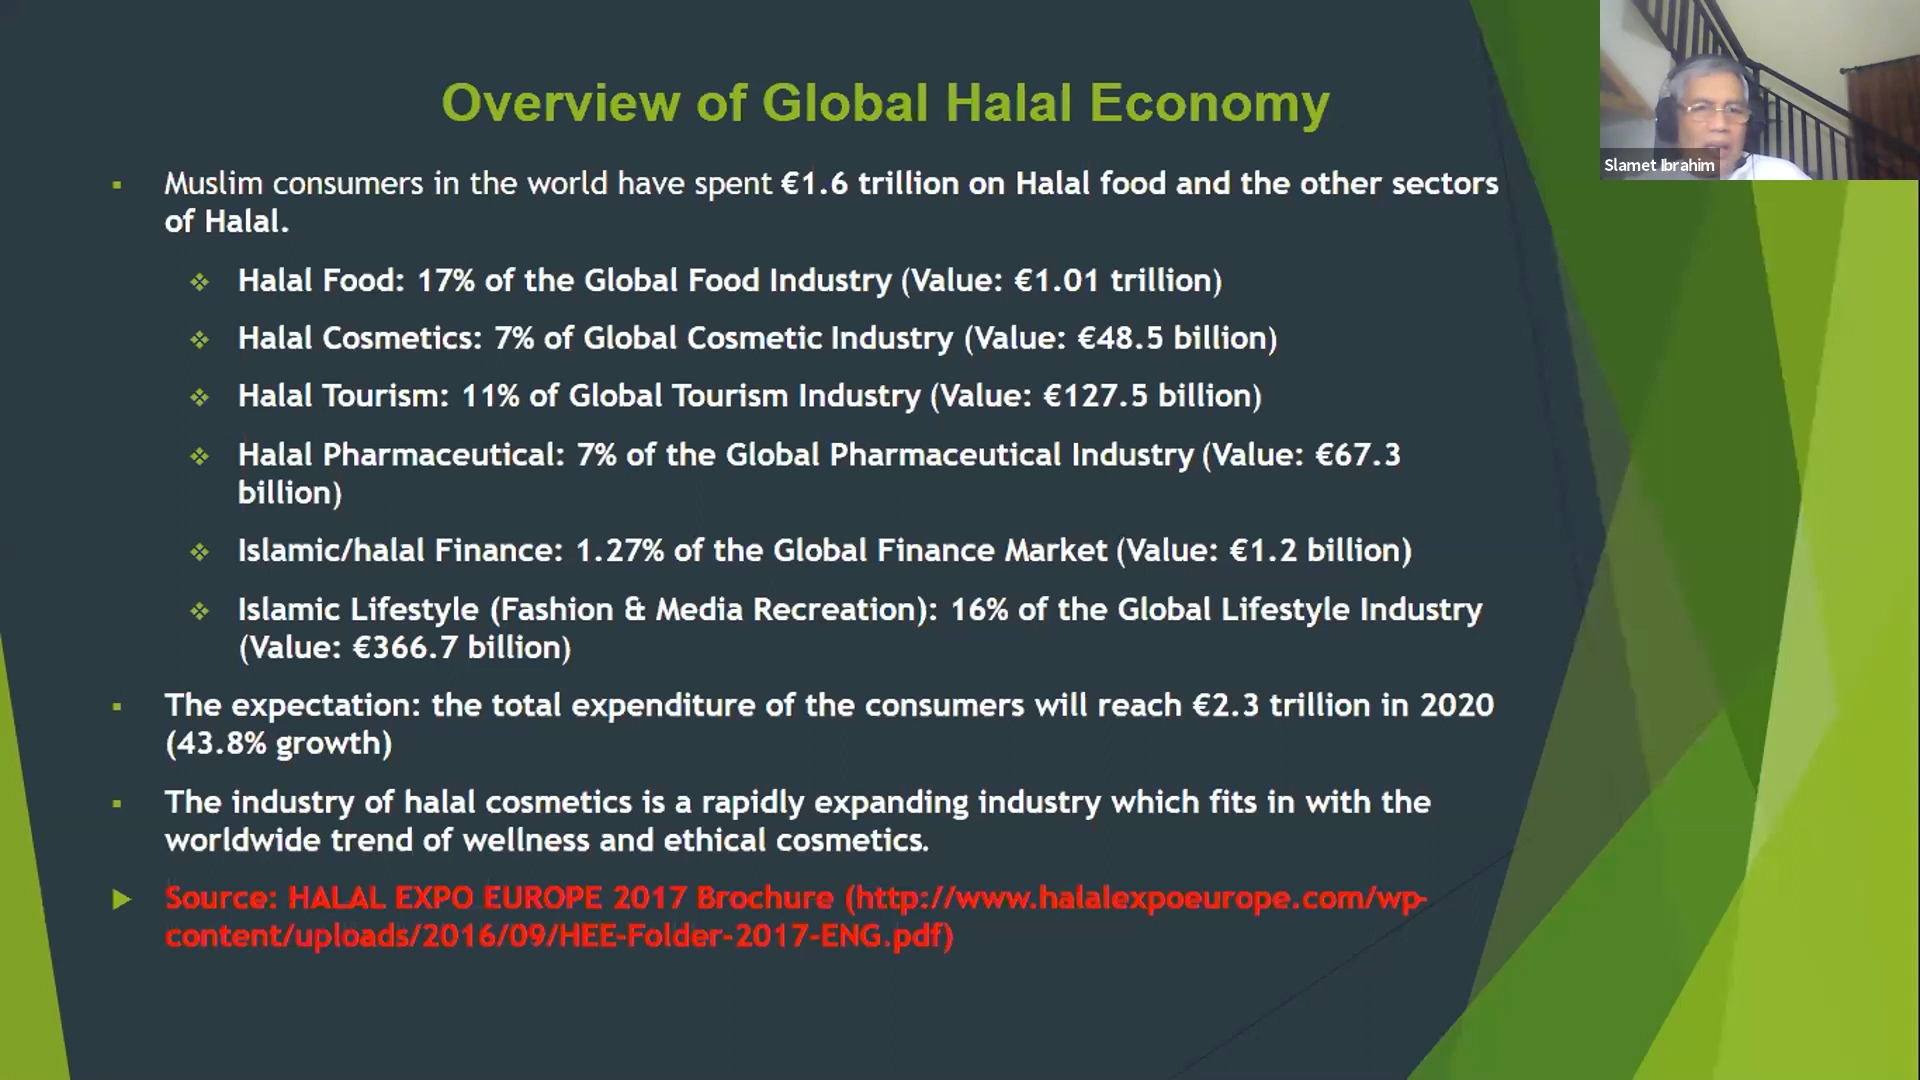 Overview of Global Halal Economy
Slamet Ibrahim
Muslim consumers in the world have spent €1.6 trillion on Halal food and the other sectors
of Halal.
Halal Food: 17% of the Global Food Industry (Value: €1.01 trillion)
Halal Cosmetics: 7% of Global Cosmetic Industry (Value: €48.5 billion)
Halal Tourism: 11% of Global Tourism Industry (Value: €127.5 billion)
Halal Pharmaceutical: 7% of the Global Pharmaceutical Industry (Value: €67.3
billion)
Islamic/halal Finance: 1.27% of the Global Finance Market (Value: €1.2 billion)
Islamic Lifestyle (Fashion & Media Recreation): 16% of the Global Lifestyle Industry
(Value: €366.7 billion)
The expectation: the total expenditure of the consumers will reach €2.3 trillion in 2020
(43.8% growth)
The industry of halal cosmetics is a rapidly expanding industry which fits in with the
worldwide trend of wellness and ethical cosmetics.
Source: HALAL EXPO EUROPE 2017 Brochure (http://www.halalexpoeurope.com/wp-
content/uploads/2016/09/HEE-Folder-2017-ENG.pdf)